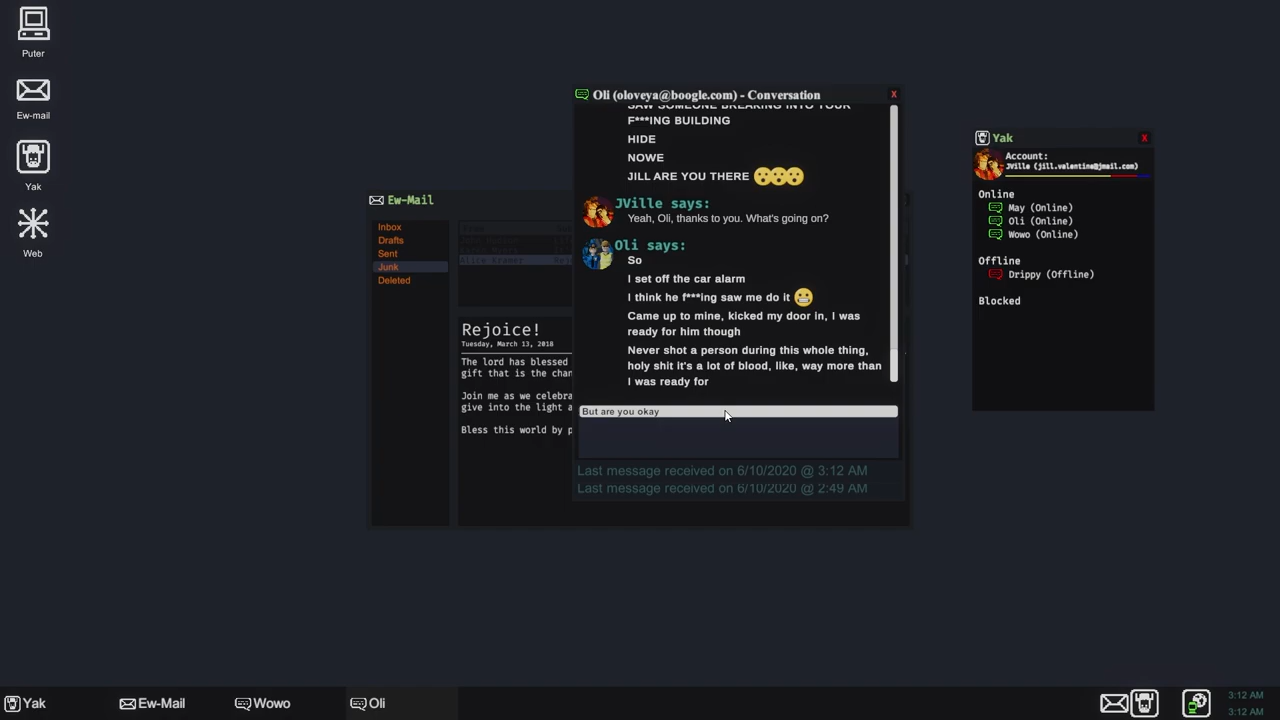 Puter
Ew-mail
Yak
Web
Ew-Mail
Inbox
Drafts
Sent
Junk
Deleted
Rejoice!
Tuesday, March 13, 2018
The lord has blessed
gift that is the chan
Join me as we celebra
give into the light a
Bless this world by p
Oli (oloveya@boogle.com) - Conversation
X
SAW SOMEONE BREAKING INTO YOUR
F***ING BUILDING
HIDE
NOWE
JILL ARE YOU THERE
JVille says:
Yeah, Oli, thanks to you. What's going on?
Oli says:
So
I set off the car alarm
I think he f***ing saw me do it
Came up to mine, kicked my door in, I was
ready for him though
Never shot a person during this whole thing,
holy shit it's a lot of blood, like, way more than
I was ready for
But are you okay
Last message received on 6/10/2020 @ 3:12 AM
Last message received on 6/10/2020 @ 2:49 AM
Yak
X
Account:
JVille (jill.valentine@jmail.com)
Online
May (Online)
Oli (Online)
Wowo (Online)
Offline
Drippy (Offline)
Blocked
Yak
Ew-Mail
Wowo
Oli
3:12 AM
3:12 AM